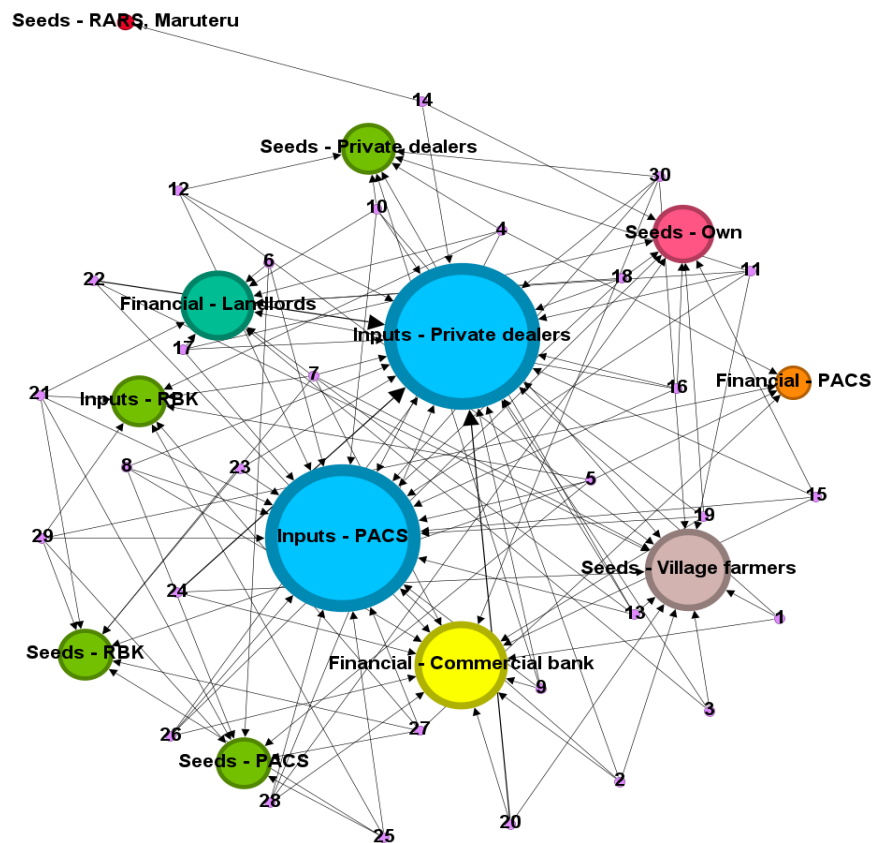 Seeds - RARS, Maruteru
14
Seeds - Private dealers
30
12
10
4
Seeds - Own
6
22
18
11
Financial - Landlords
Inputs - Private dealers
17
7
Financial - PACS
16
21
Inputs - RBK
8
23
5
15
19
29
Inputs - PACS
Seeds - Village farmers
24
13
1
Seeds - RBK
Financial - Commercial bank
9
3
26
27
Seeds - PACS
2
28
20
25